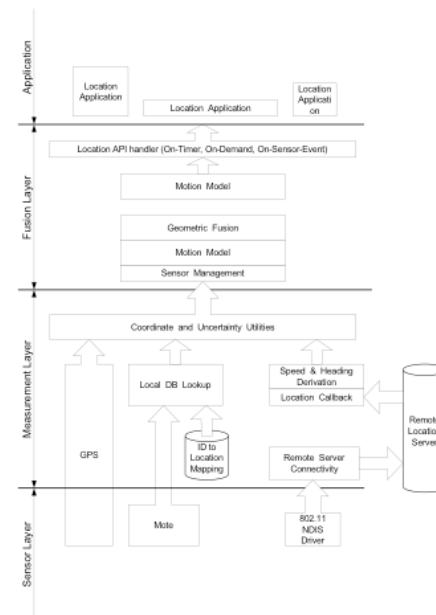 Application
Location
Application
Location Application
Location
Applicati
on
Fusion Layer
Location API handler (On-Timer, On-Demand, On-Sensor-Event)
Motion Model
Geometric Fusion
Motion Model
Sensor Management
Measurement Layer
Coordinate and Uncertainty Utilities
Local DB Lookup
Speed & Heading
Derivation
Location Callback
Remote
Location
Server
GPS
ID to
Location
Mapping
Remote Server
Connectivity
Sensor Layer
Mote
802.11
NDIS
Driver